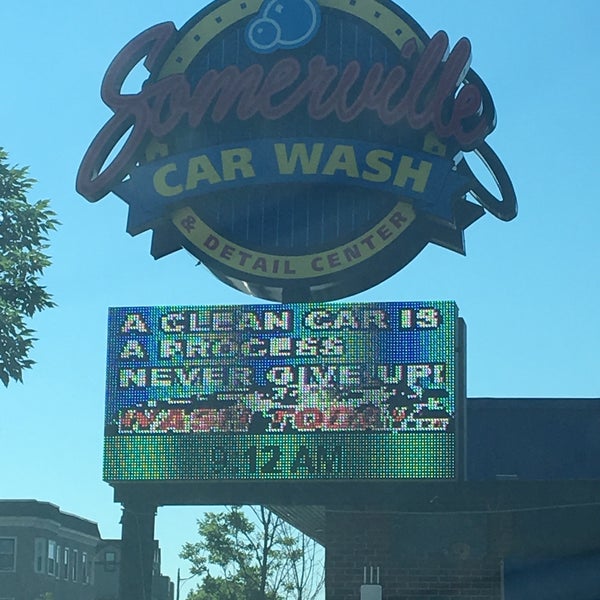 Somerville
CAR WASH
& DETAIL CENTER
A CLEAN CAR IS
A PROCESS
NEVER GIVE UP!
WASH TODAY...
9:12 AM